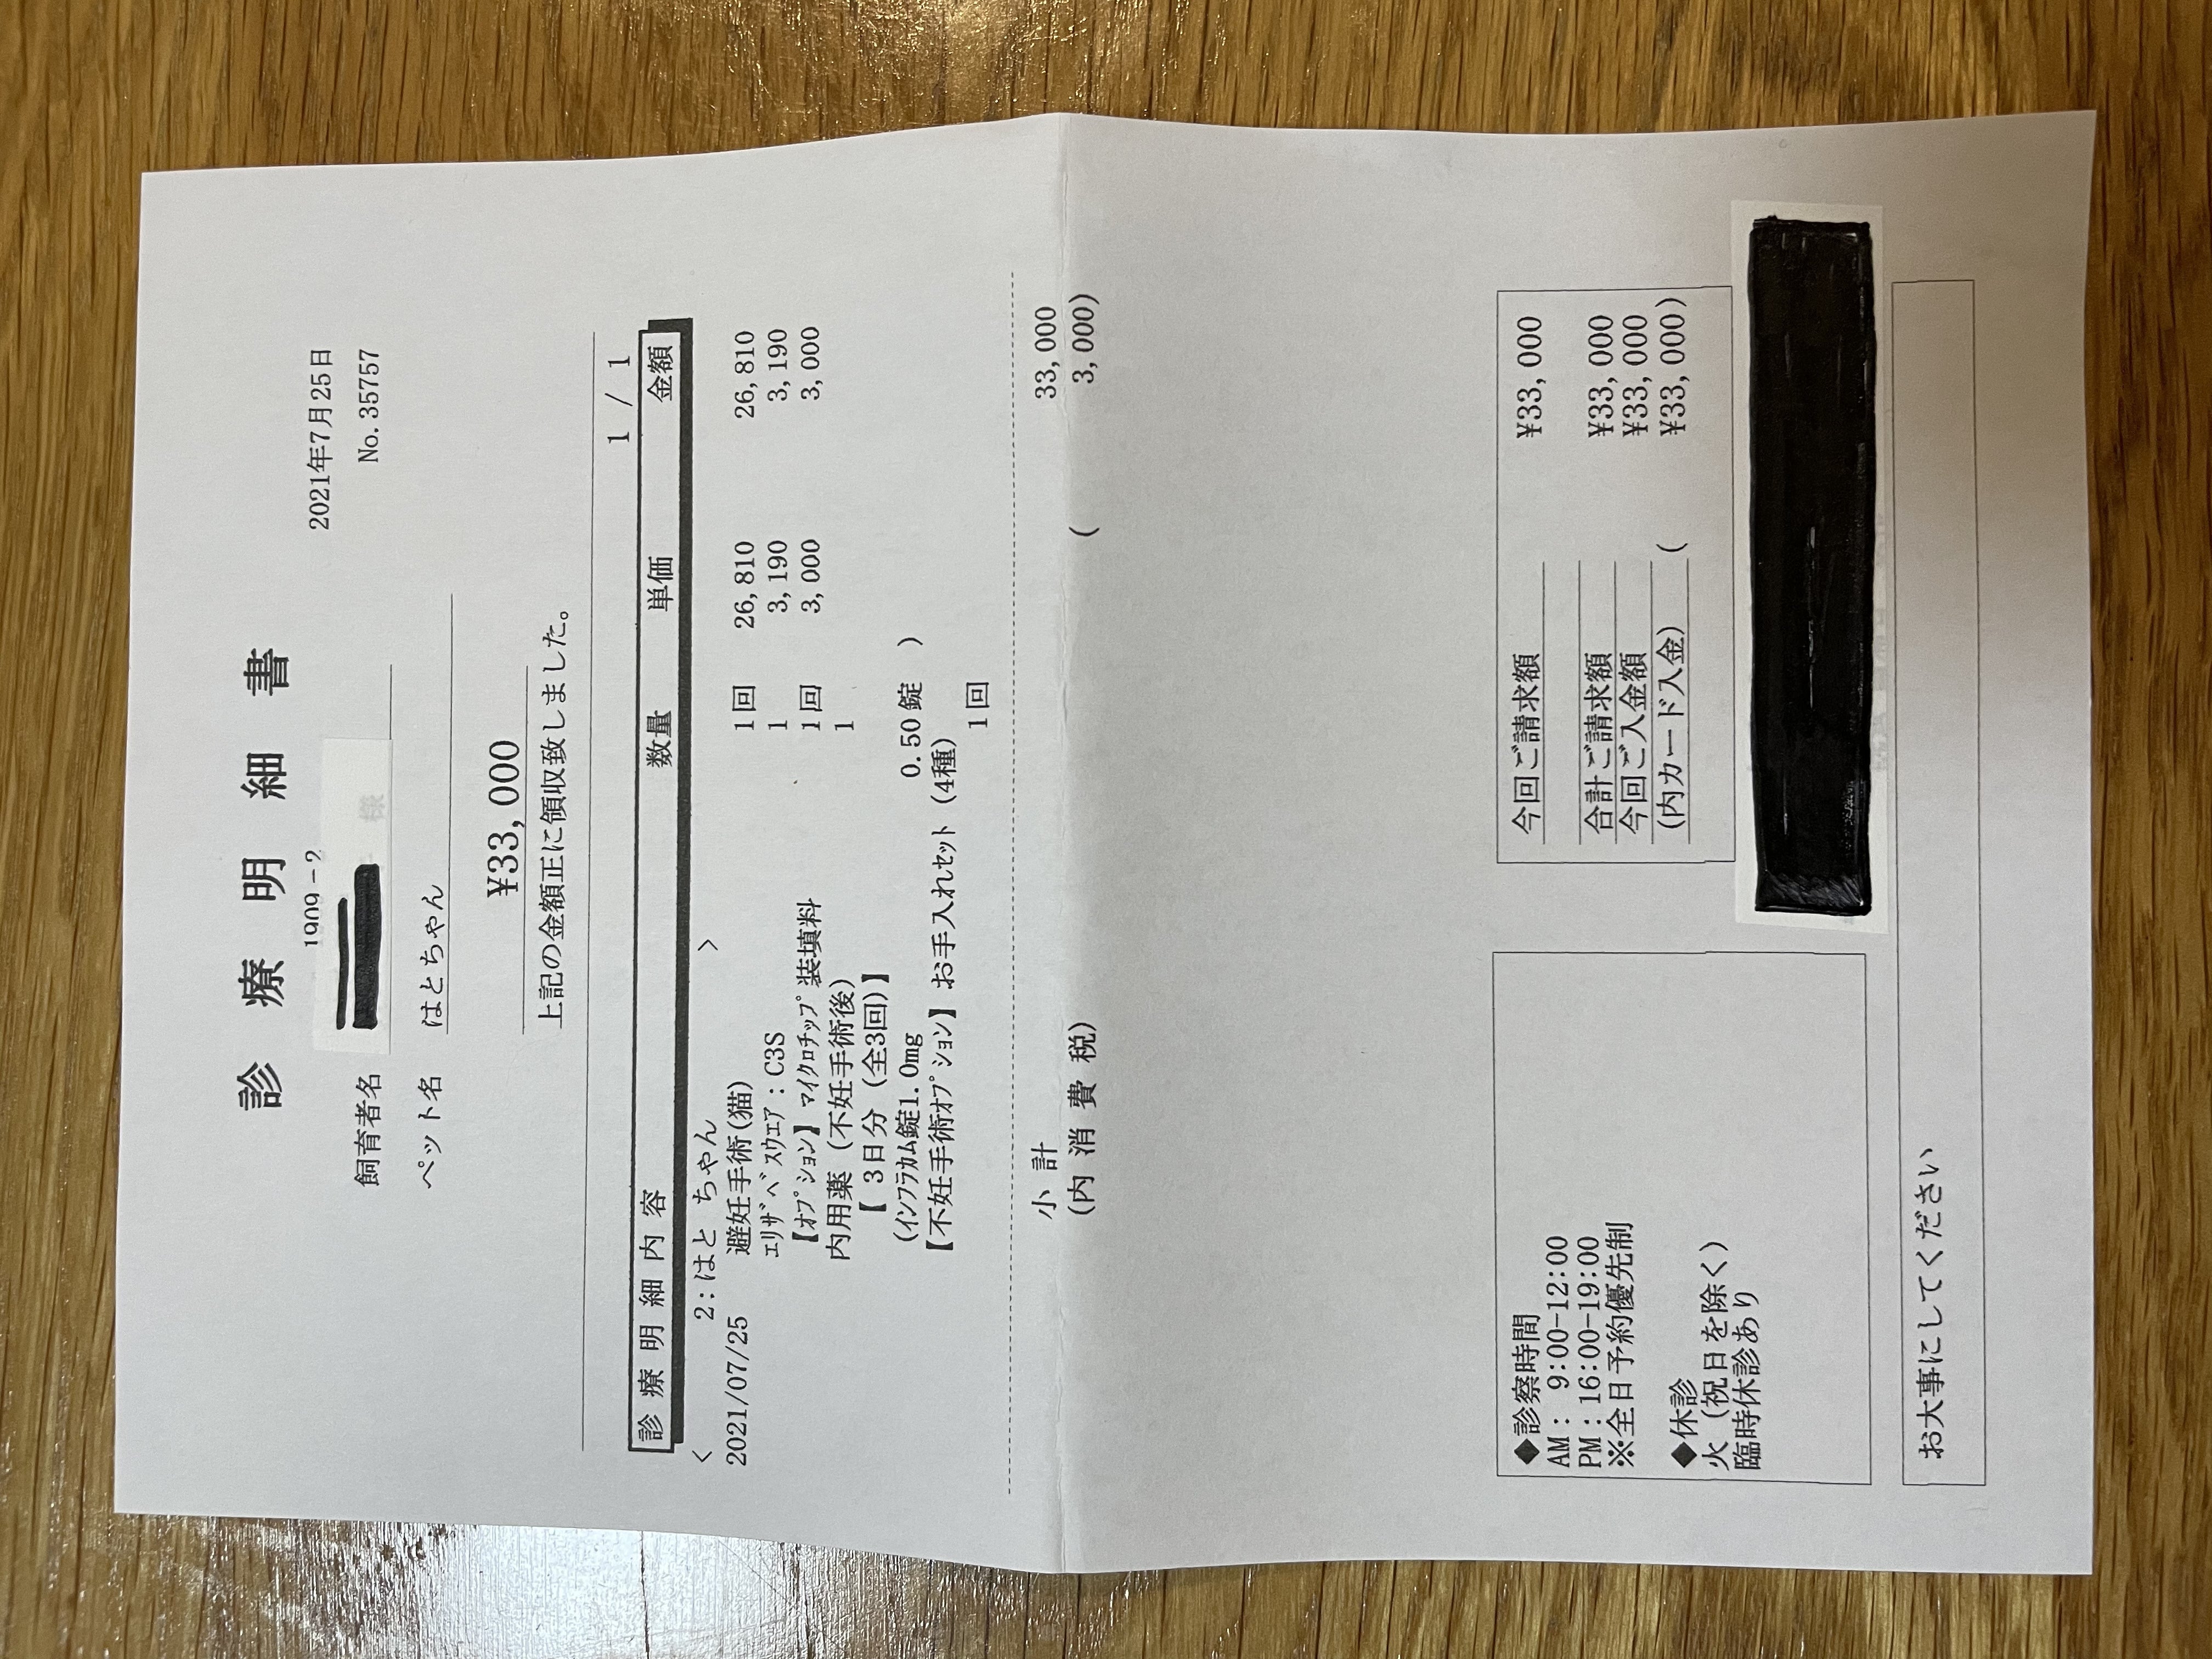 診療明細書
2021年7月25日
1909-2
No.35757
飼育者名 様
ペット名 はとちゃん
¥33,000
上記の金額正に領収致しました。
1 / 1
診療明細内容 数量 単価 金額
< 2:はと ちゃん >
2021/07/25 避妊手術(猫) 1回 26,810 26,810
ｴﾘｻﾞﾍﾞｽｳｪｱ:C3S 1 3,190 3,190
【ｵﾌﾟｼｮﾝ】ﾏｲｸﾛﾁｯﾌﾟ装填料 1回 3,000 3,000
内用薬(不妊手術後) 1
【 3日分(全3回)】
(ｲﾝﾌﾗｶﾑ錠1.0mg 0.50 錠 )
【不妊手術ｵﾌﾟｼｮﾝ】お手入れｾｯﾄ(4種)
1回
小 計 33,000
(内 消 費 税) ( 3,000)
◆診察時間
AM: 9:00-12:00
PM:16:00-19:00
※全日予約優先制
◆休診
火(祝日を除く)
臨時休診あり
今回ご請求額 ¥33,000
合計ご請求額 ¥33,000
今回ご入金額 ¥33,000
(内カード入金) ( ¥33,000)
お大事にしてください